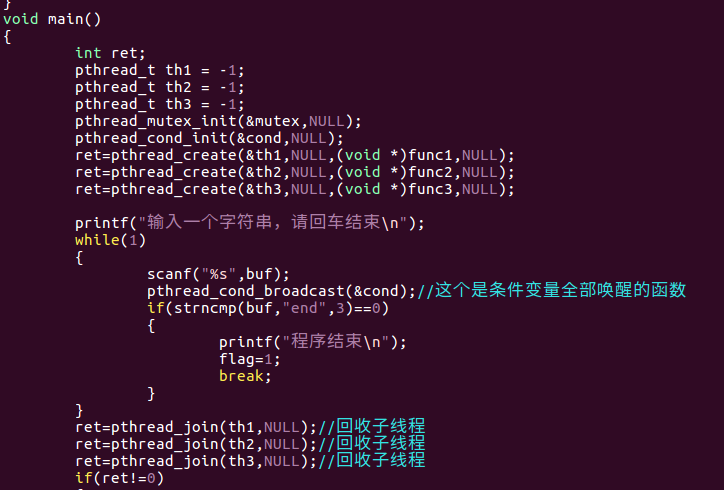 }
void main()
{
        int ret;
        pthread_t th1 = -1;
        pthread_t th2 = -1;
        pthread_t th3 = -1;
        pthread_mutex_init(&mutex,NULL);
        pthread_cond_init(&cond,NULL);
        ret=pthread_create(&th1,NULL,(void *)func1,NULL);
        ret=pthread_create(&th2,NULL,(void *)func2,NULL);
        ret=pthread_create(&th3,NULL,(void *)func3,NULL);

        printf("输入一个字符串，请回车结束\n");
        while(1)
        {
                scanf("%s",buf);
                pthread_cond_broadcast(&cond);//这个是条件变量全部唤醒的函数
                if(strncmp(buf,"end",3)==0)
                {
                        printf("程序结束\n");
                        flag=1;
                        break;
                }
        }
        ret=pthread_join(th1,NULL);//回收子线程
        ret=pthread_join(th2,NULL);//回收子线程
        ret=pthread_join(th3,NULL);//回收子线程
        if(ret!=0)